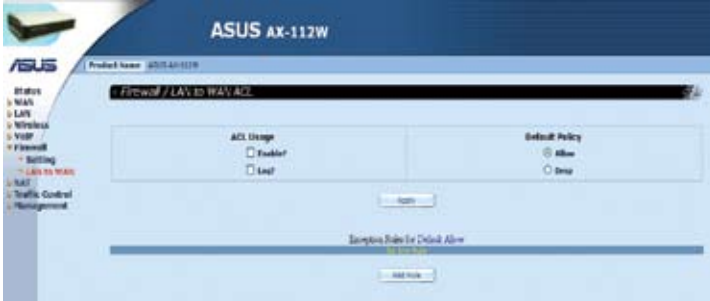 ASUS AX-112W
ASUS
Product Name ASUS AX-112W
Status
WAN
LAN
Wireless
VoIP
Firewall
Setting
LAN to WAN
NAT
Traffic Control
Management
Firewall / LAN to WAN ACL
ACL Usage
Enable?
Log?
Default Policy
Allow
Drop
Apply
Exception Rules for Default Allow
Add Rule